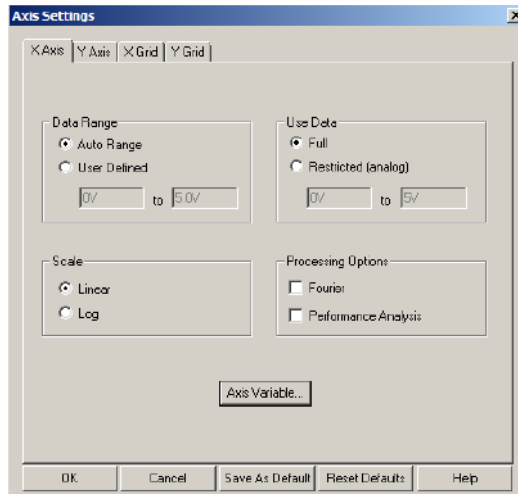 Axis Settings
X Axis Y Axis X Grid Y Grid
Data Range
Auto Range
User Defined
0V to 5.0V
Use Data
Full
Restricted (analog)
0V to 5V
Scale
Linear
Log
Processing Options
Fourier
Performance Analysis
Axis Variable...
OK Cancel Save As Default Reset Defaults Help